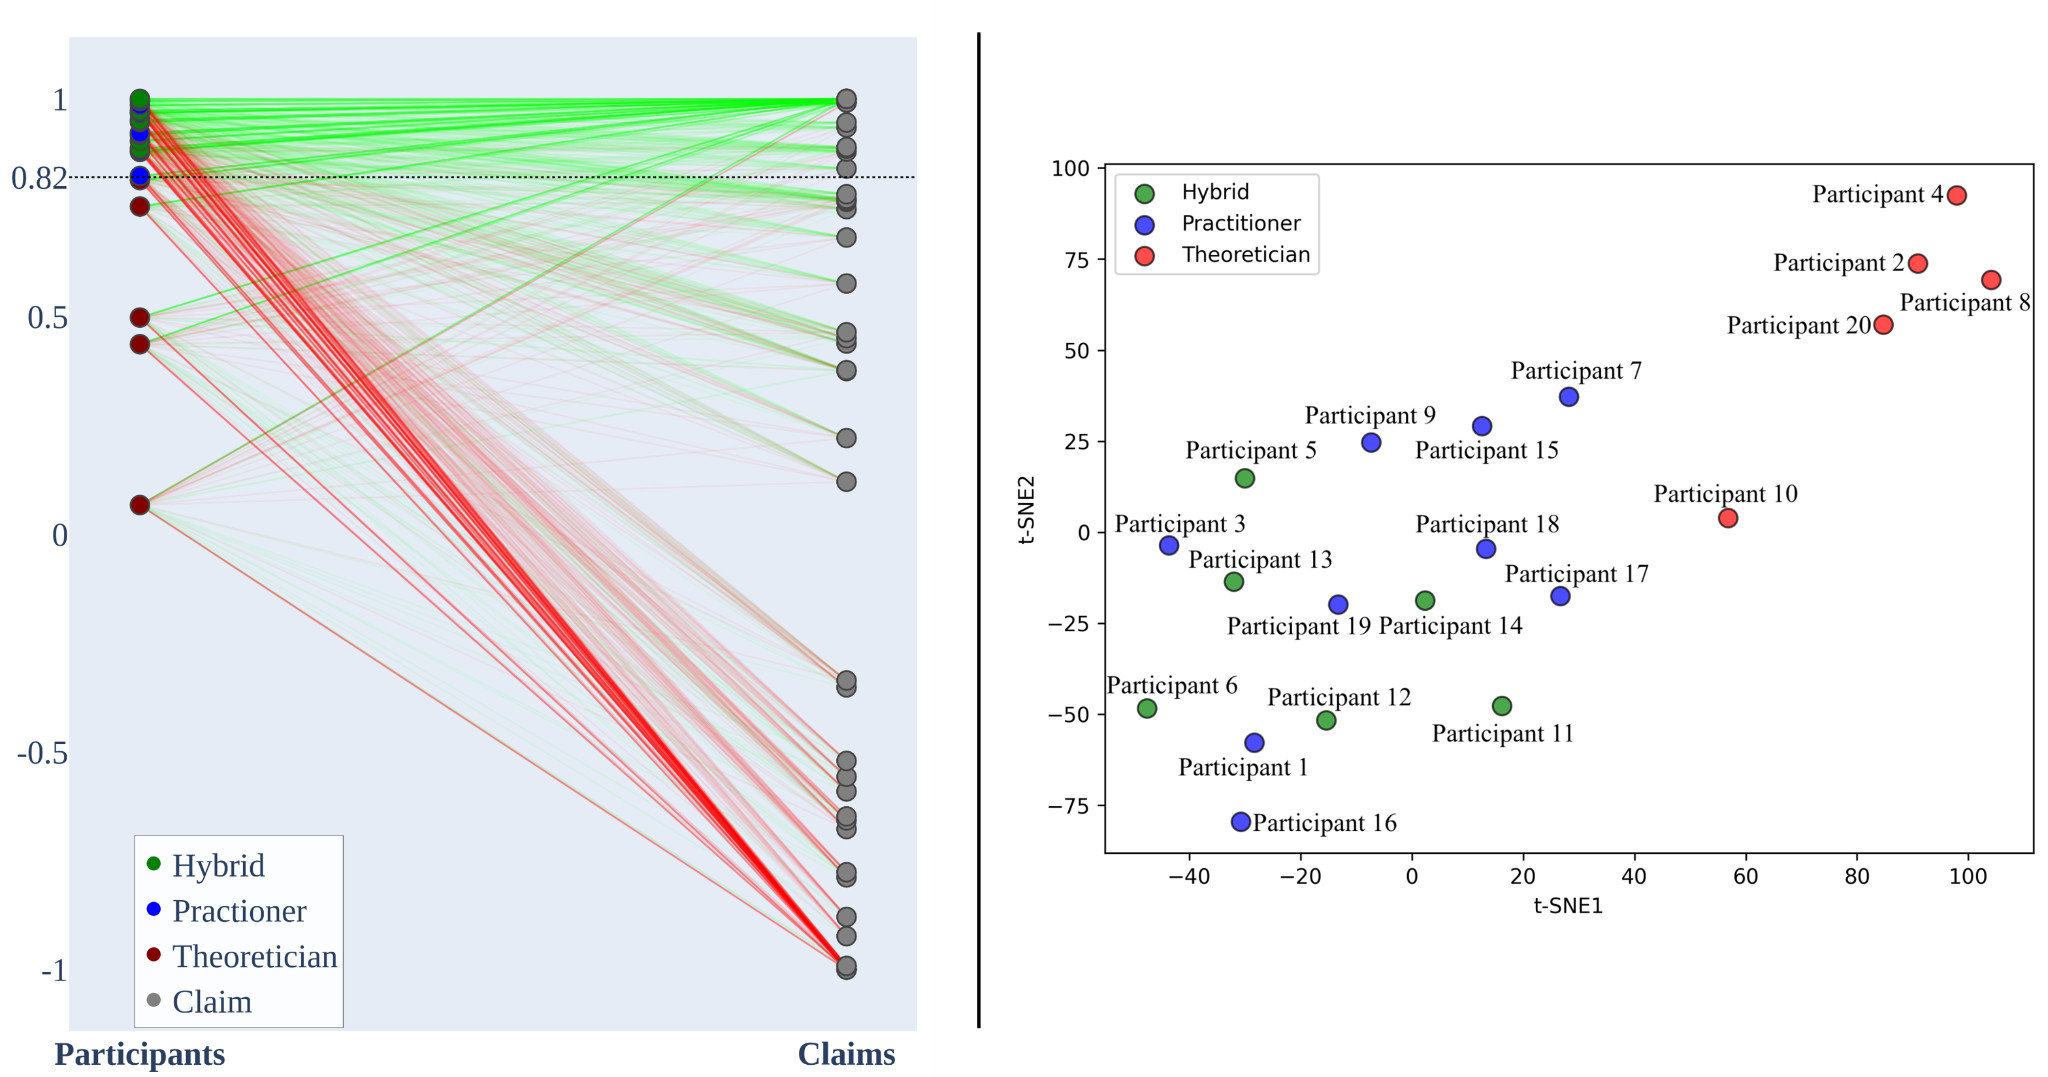 1
0.82
0.5
0
-0.5
-1
Hybrid
Practioner
Theoretician
Claim
Participants
Claims
Hybrid
Practitioner
Theoretician
100
75
50
25
0
−25
−50
−75
t-SNE2
Participant 4
Participant 2
Participant 8
Participant 20
Participant 7
Participant 9
Participant 5
Participant 15
Participant 10
Participant 3
Participant 18
Participant 13
Participant 17
Participant 19
Participant 14
Participant 6
Participant 12
Participant 11
Participant 1
Participant 16
−40
−20
0
20
40
60
80
100
t-SNE1